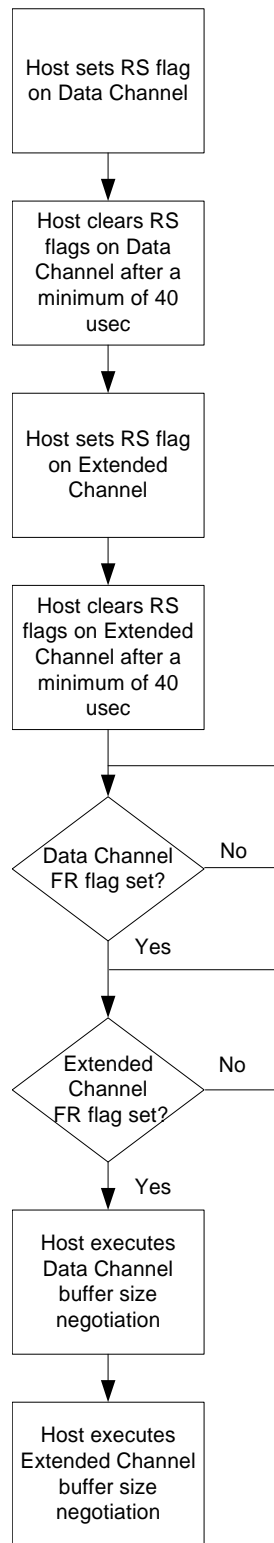 Host sets RS flag
on Data Channel
Host clears RS
flags on Data
Channel after a
minimum of 40
usec
Host sets RS flag
on Extended
Channel
Host clears RS
flags on Extended
Channel after a
minimum of 40
usec
Data Channel
FR flag set?
No
Yes
Extended
Channel
FR flag set?
No
Yes
Host executes
Data Channel
buffer size
negotiation
Host executes
Extended Channel
buffer size
negotiation